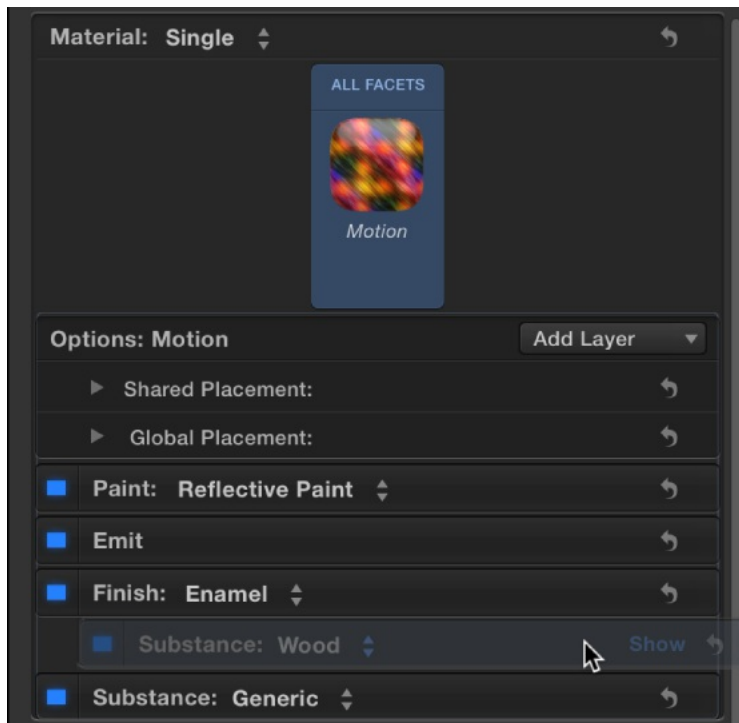 Material: Single
ALL FACETS
Motion
Options: Motion Add Layer
Shared Placement:
Global Placement:
Paint: Reflective Paint
Emit
Finish: Enamel
Substance: Wood Show
Substance: Generic